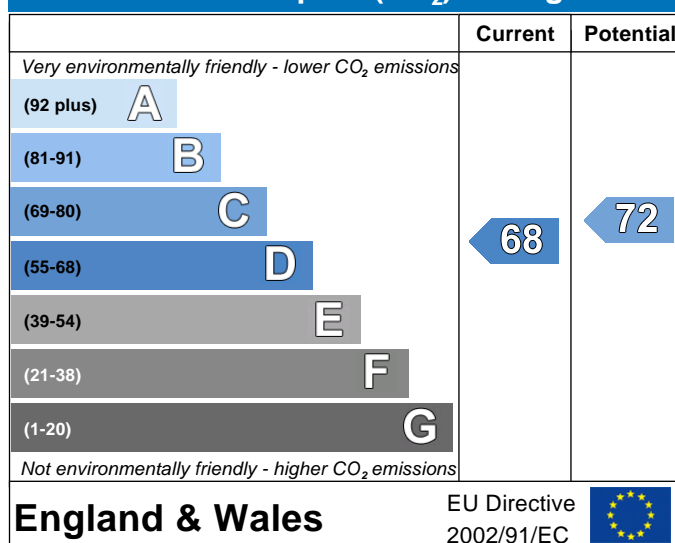 Current Potential
Very environmentally friendly - lower CO₂ emissions
(92 plus) A
(81-91) B
(69-80) C
(55-68) D
(39-54) E
(21-38) F
(1-20) G
68
72
Not environmentally friendly - higher CO₂ emissions
England & Wales
EU Directive
2002/91/EC